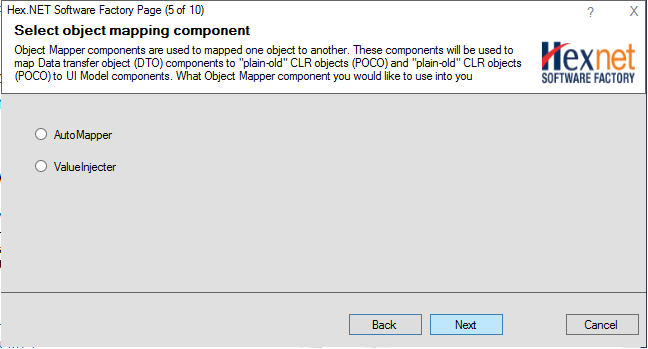 Hex.NET Software Factory Page (5 of 10)
? X
Select object mapping component
Object Mapper components are used to mapped one object to another. These components will be used to
map Data transfer object (DTO) components to "plain-old" CLR objects (POCO) and "plain-old" CLR objects
(POCO) to UI Model components. What Object Mapper component you would like to use into you
Hexnet
SOFTWARE FACTORY
AutoMapper
ValueInjecter
Back
Next
Cancel